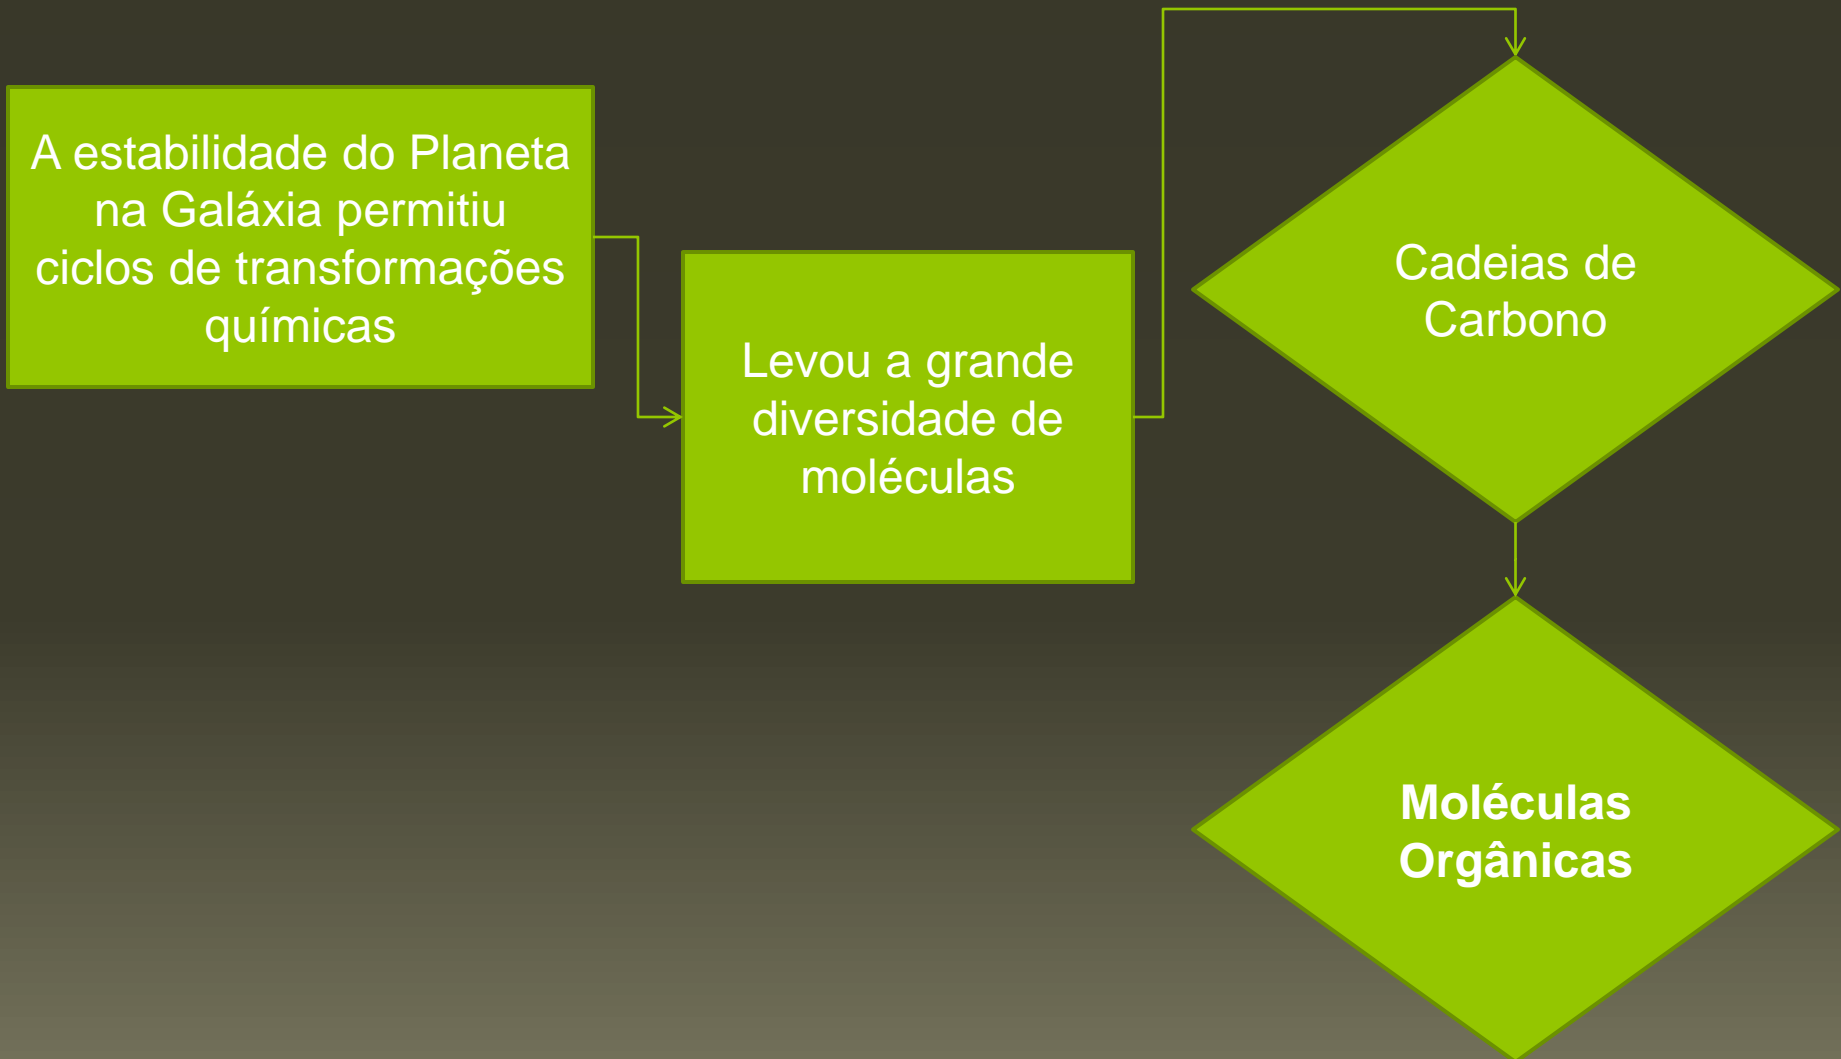 A estabilidade do Planeta
na Galáxia permitiu
ciclos de transformações
químicas
Levou a grande
diversidade de
moléculas
Cadeias de
Carbono
Moléculas
Orgânicas